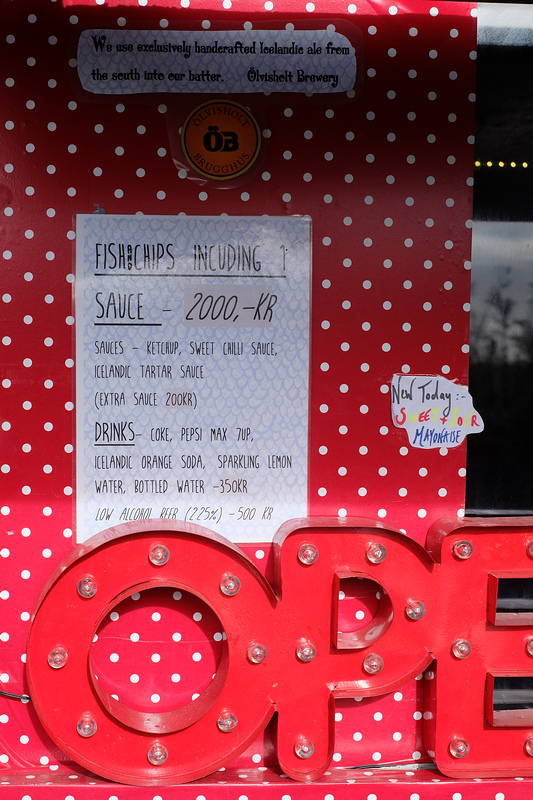 We use exclusively handcrafted Icelandic ale from
the south into our batter. Ölvisholt Brewery
ÖLVISHOLT
ÖB
BRUGGHÚS
FISH AND CHIPS INCUDING 1
SAUCE - 2000,-KR
SAUCES - KETCHUP, SWEET CHILLI SAUCE,
ICELANDIC TARTAR SAUCE
(EXTRA SAUCE 200KR)
DRINKS- COKE, PEPSI MAX 7UP,
ICELANDIC ORANGE SODA, SPARKLING LEMON
WATER, BOTTLED WATER -350KR
LOW ALCOHOL BEER (2.25%) - 500 KR
New Today :-
SWEET + SOUR
MAYONAISE
OPE